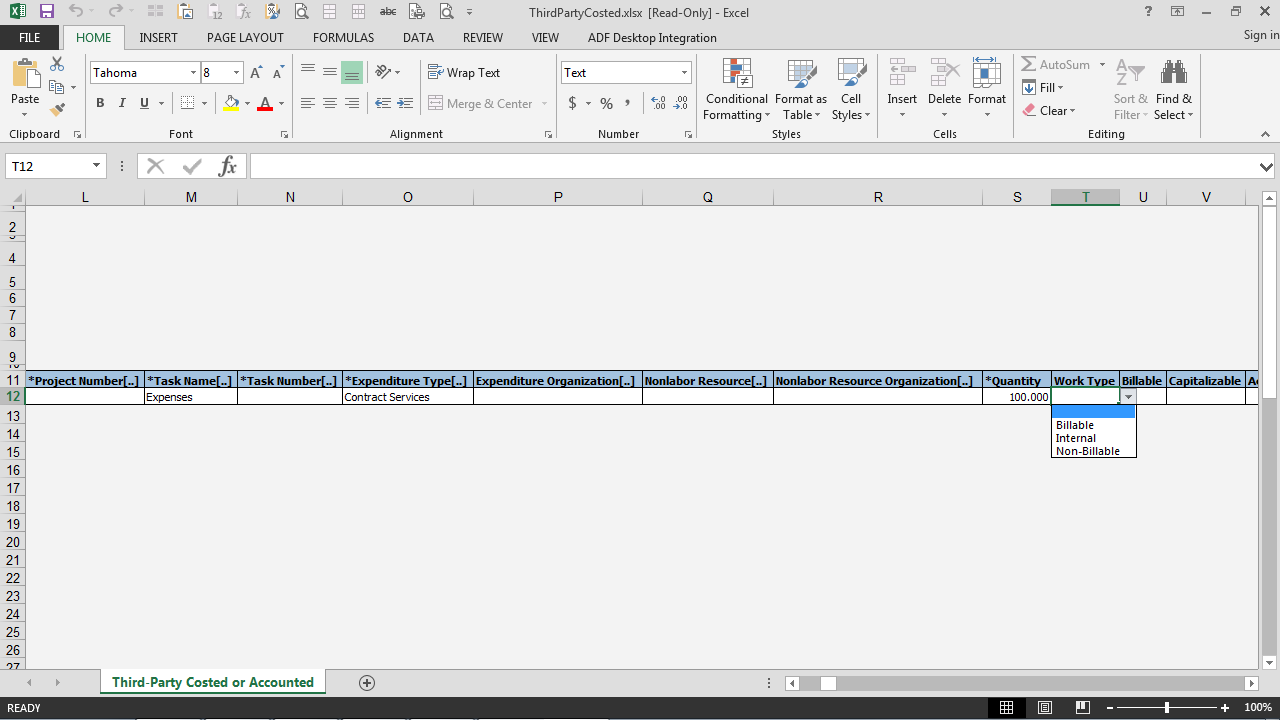 ThirdPartyCosted.xlsx [Read-Only] - Excel
FILE HOME INSERT PAGE LAYOUT FORMULAS DATA REVIEW VIEW ADF Desktop Integration Sign in
Paste
Clipboard
Tahoma 8
B I U
Font
Wrap Text
Merge & Center
Alignment
Text
$ % ,
Number
Conditional Formatting
Format as Table
Cell Styles
Styles
Insert Delete Format
Cells
AutoSum
Fill
Clear
Sort & Filter
Find & Select
Editing
T12 fx
L M N O P Q R S T U V
1
2
3
4
5
6
7
8
9
10
11 *Project Number[..] *Task Name[..] *Task Number[..] *Expenditure Type[..] Expenditure Organization[..] Nonlabor Resource[..] Nonlabor Resource Organization[..] *Quantity Work Type Billable Capitalizable
12 Expenses Contract Services 100.000
Billable
Internal
Non-Billable
13
14
15
16
17
18
19
20
21
22
23
24
25
26
27
Third-Party Costed or Accounted
READY 100%